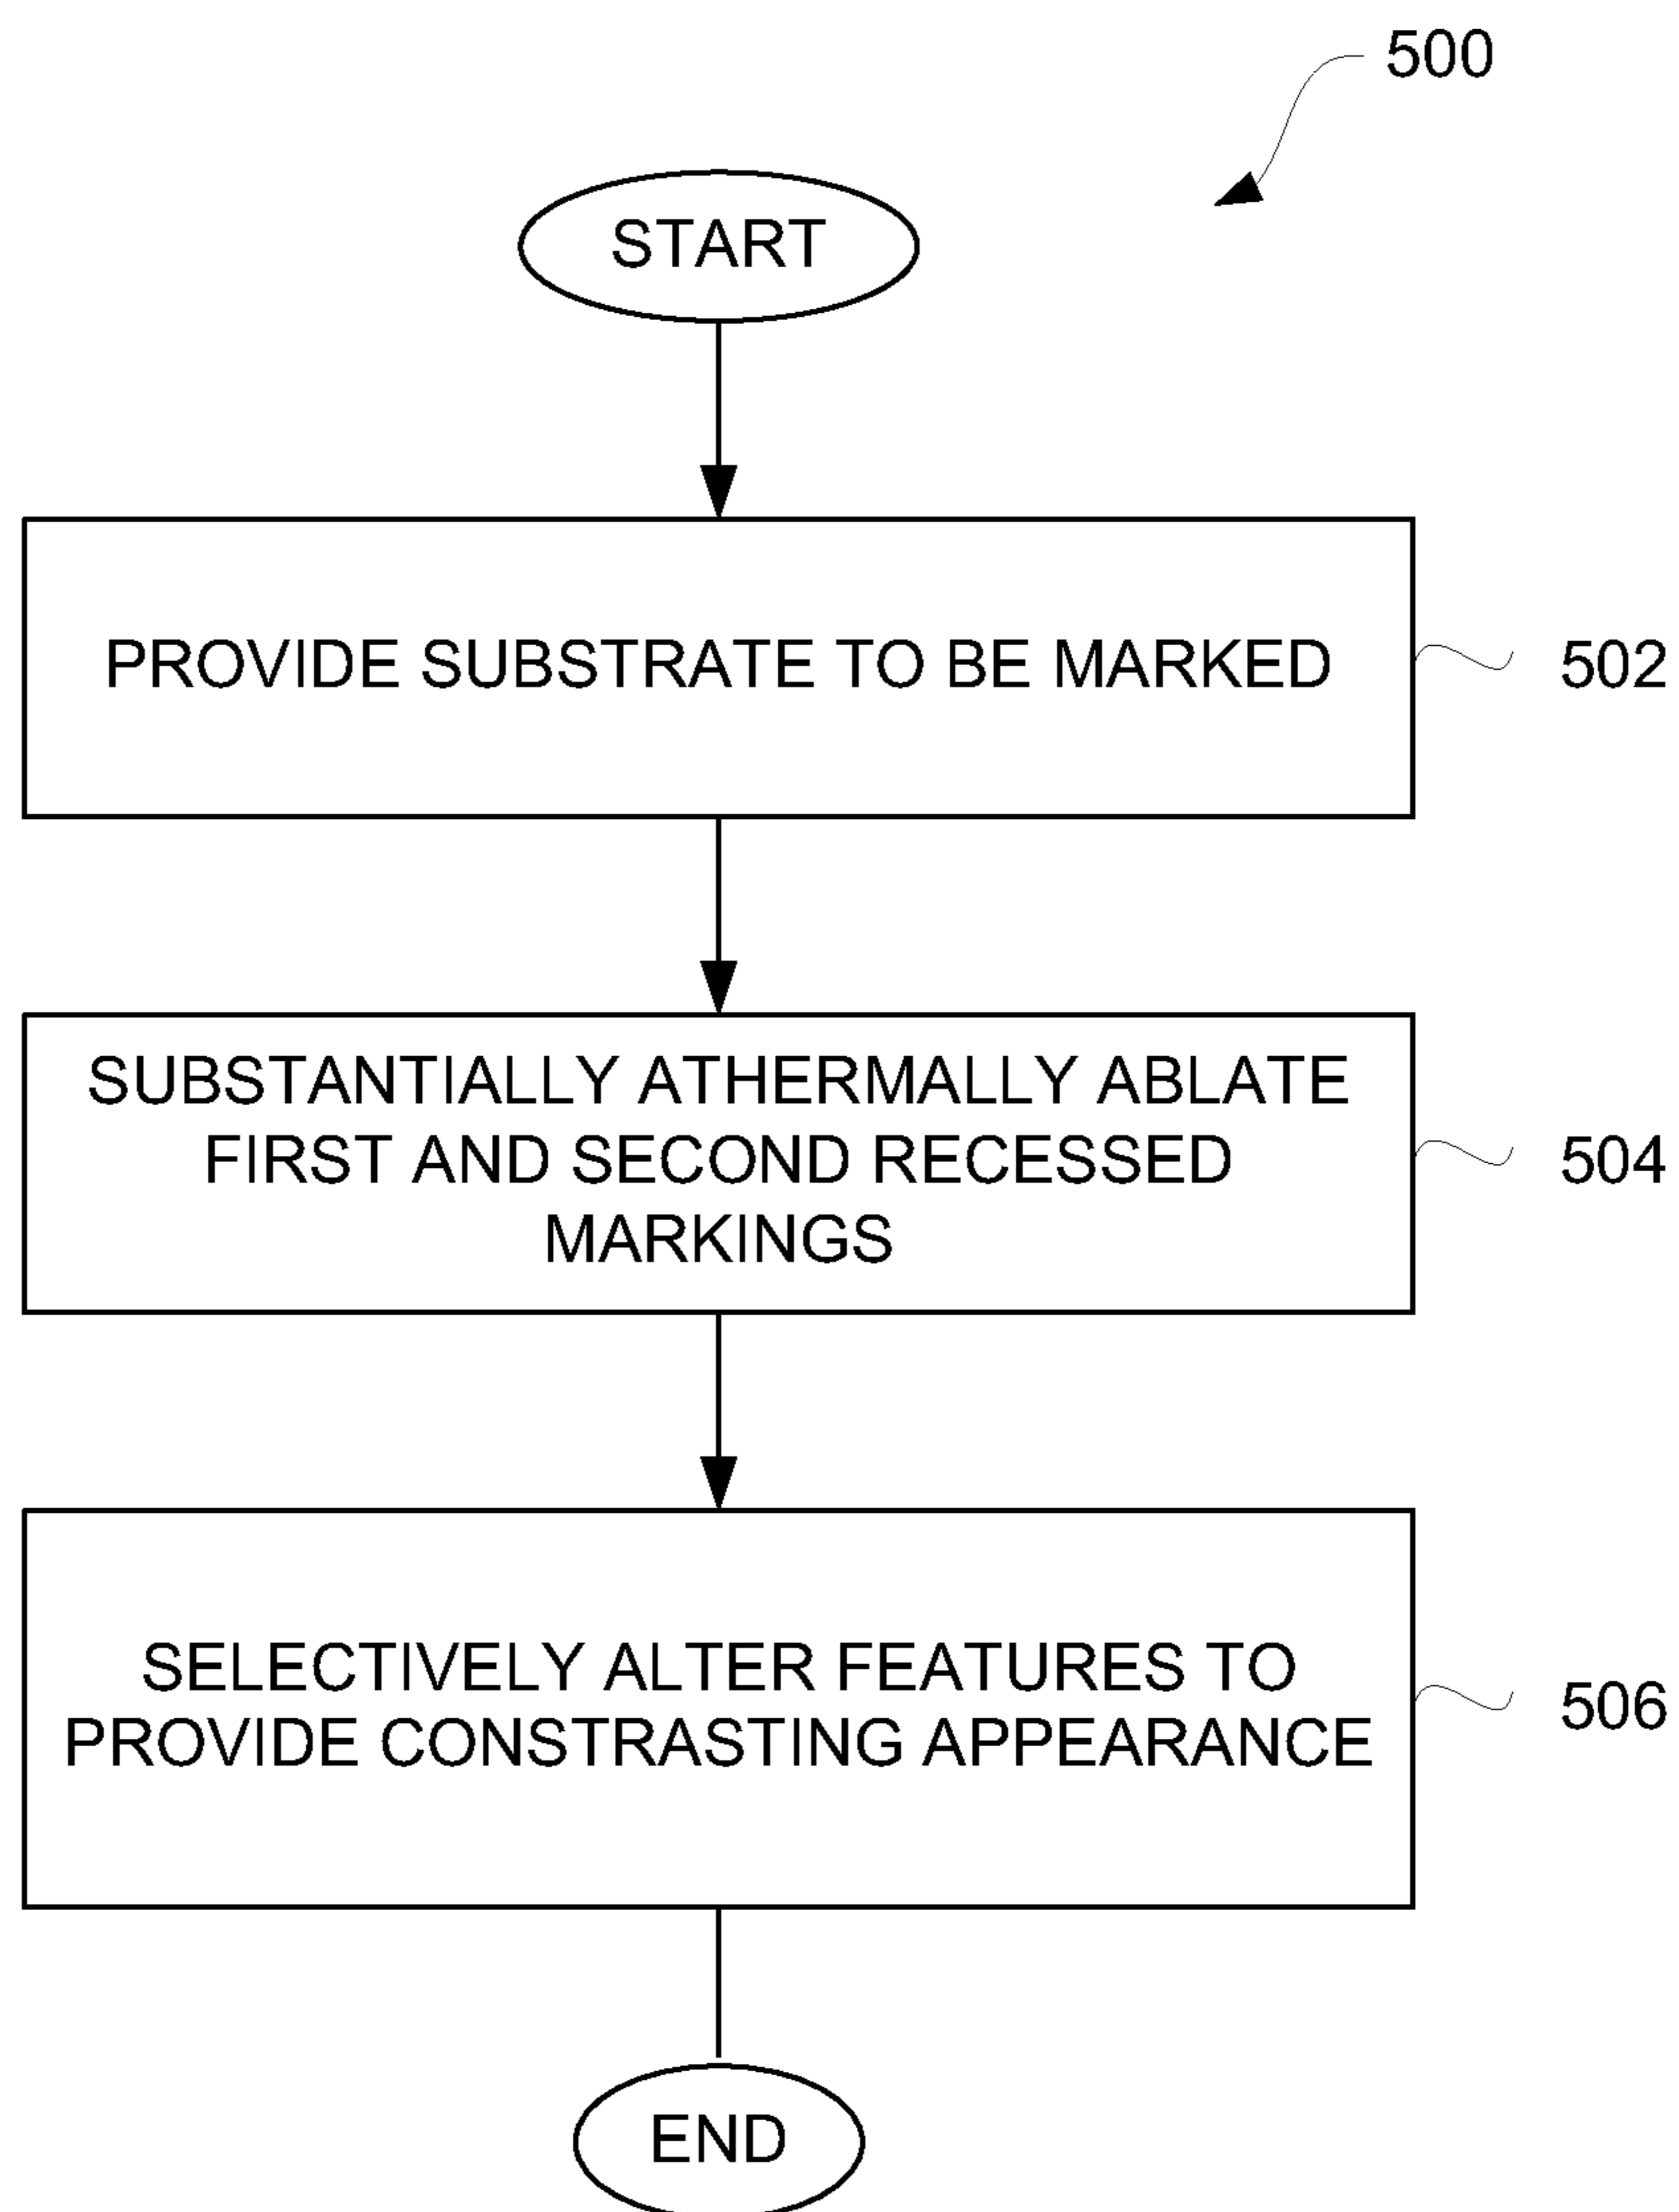 500
START
PROVIDE SUBSTRATE TO BE MARKED
502
SUBSTANTIALLY ATHERMALLY ABLATE
FIRST AND SECOND RECESSED
MARKINGS
504
SELECTIVELY ALTER FEATURES TO
PROVIDE CONSTRASTING APPEARANCE
506
END